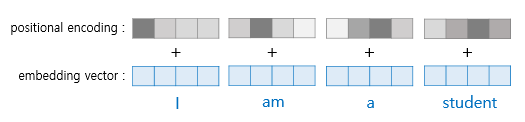 positional encoding :
+ + + +
embedding vector :
I am a student